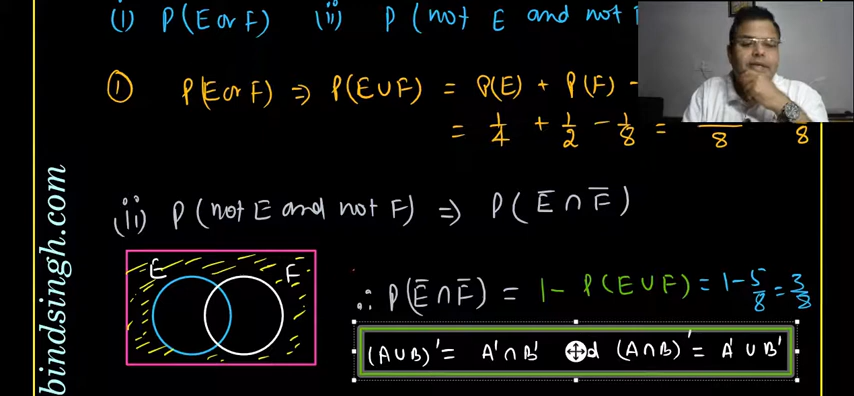 (i) P(E or F) (ii) P(not E and not
① P(E or F) ⇒ P(E∪F) = P(E) + P(F) -
= 1/4 + 1/2 - 1/8 = 8 8
(ii) P(not E and not F) ⇒ P(E̅ ∩ F̅)
E F
∴ P(E̅ ∩ F̅) = 1 - P(E∪F) = 1 - 5/8 = 3/8
(A∪B)' = A' ∩ B' d (A∩B)' = A' ∪ B'
bindsingh.com